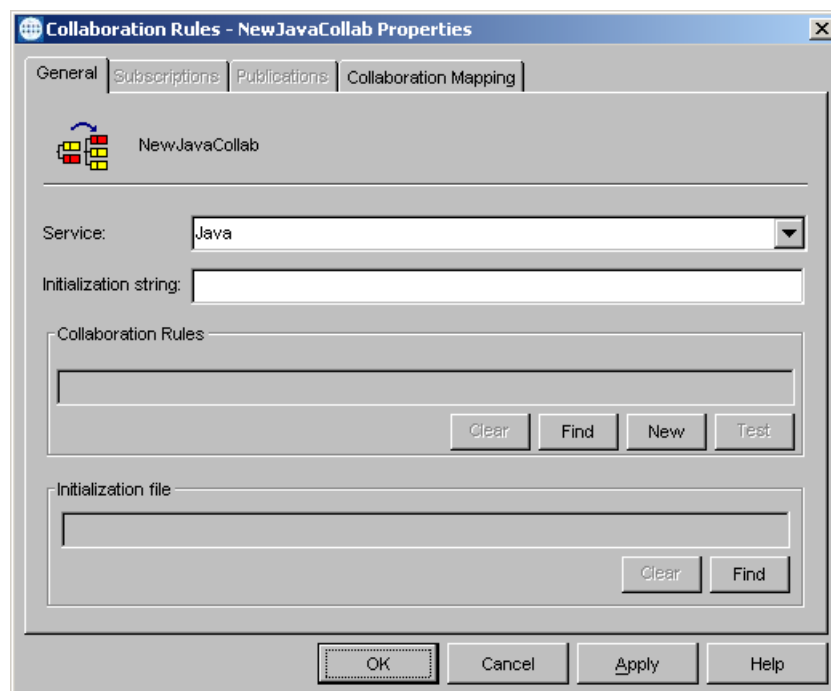 Collaboration Rules - NewJavaCollab Properties
General Subscriptions Publications Collaboration Mapping
NewJavaCollab
Service: Java
Initialization string:
Collaboration Rules
Clear Find New Test
Initialization file
Clear Find
OK Cancel Apply Help